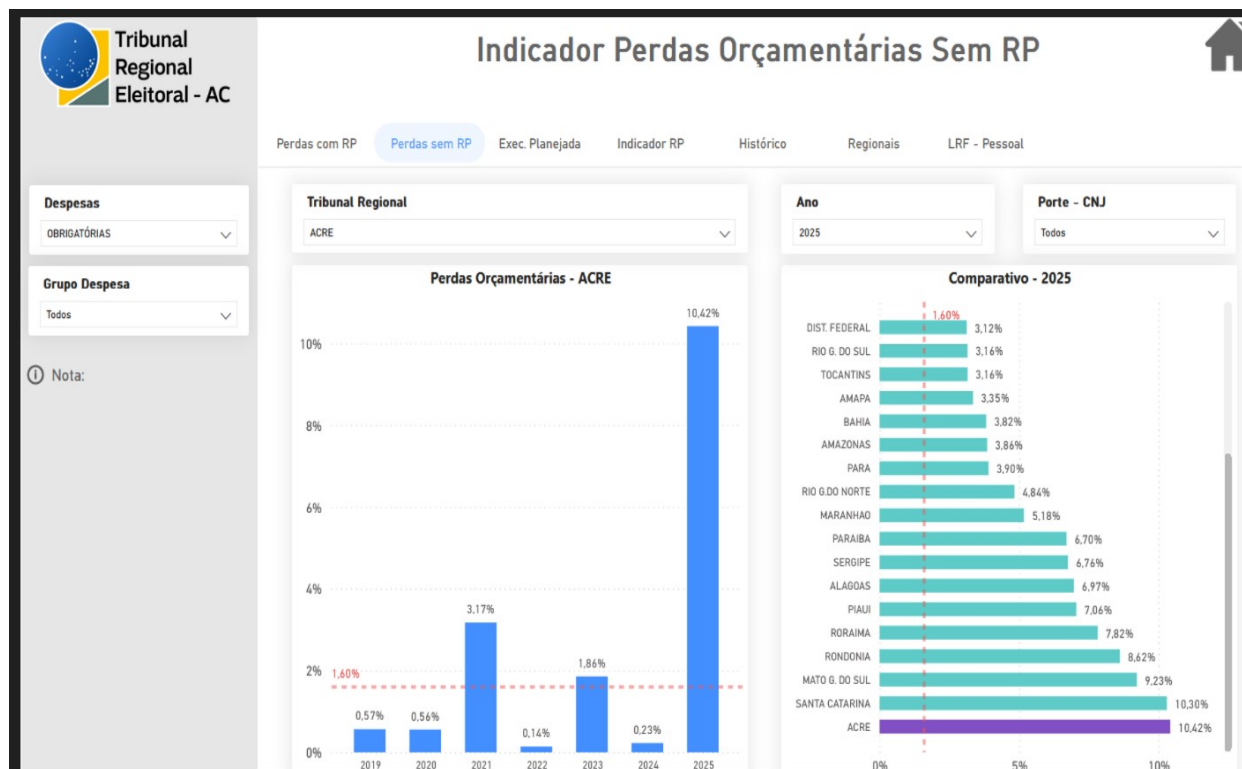 Tribunal
Regional
Eleitoral - AC
Indicador Perdas Orçamentárias Sem RP
Perdas com RP
Perdas sem RP
Exec. Planejada
Indicador RP
Histórico
Regionais
LRF - Pessoal
Despesas
OBRIGATÓRIAS
Grupo Despesa
Todos
Nota:
Tribunal Regional
ACRE
Ano
2025
Porte - CNJ
Todos
Perdas Orçamentárias - ACRE
10%
8%
6%
4%
2%
0%
1,60%
0,57%
0,56%
3,17%
0,14%
1,86%
0,23%
10,42%
2019
2020
2021
2022
2023
2024
2025
Comparativo - 2025
1,60%
DIST. FEDERAL 3,12%
RIO G. DO SUL 3,16%
TOCANTINS 3,16%
AMAPA 3,35%
BAHIA 3,82%
AMAZONAS 3,86%
PARA 3,90%
RIO G.DO NORTE 4,84%
MARANHAO 5,18%
PARAIBA 6,70%
SERGIPE 6,76%
ALAGOAS 6,97%
PIAUI 7,06%
RORAIMA 7,82%
RONDONIA 8,62%
MATO G. DO SUL 9,23%
SANTA CATARINA 10,30%
ACRE 10,42%
0%
5%
10%